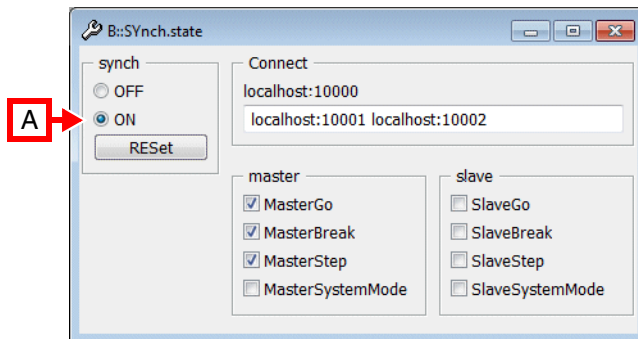 B::SYnch.state
synch
OFF
A
ON
RESet
Connect
localhost:10000
localhost:10001 localhost:10002
master
MasterGo
MasterBreak
MasterStep
MasterSystemMode
slave
SlaveGo
SlaveBreak
SlaveStep
SlaveSystemMode